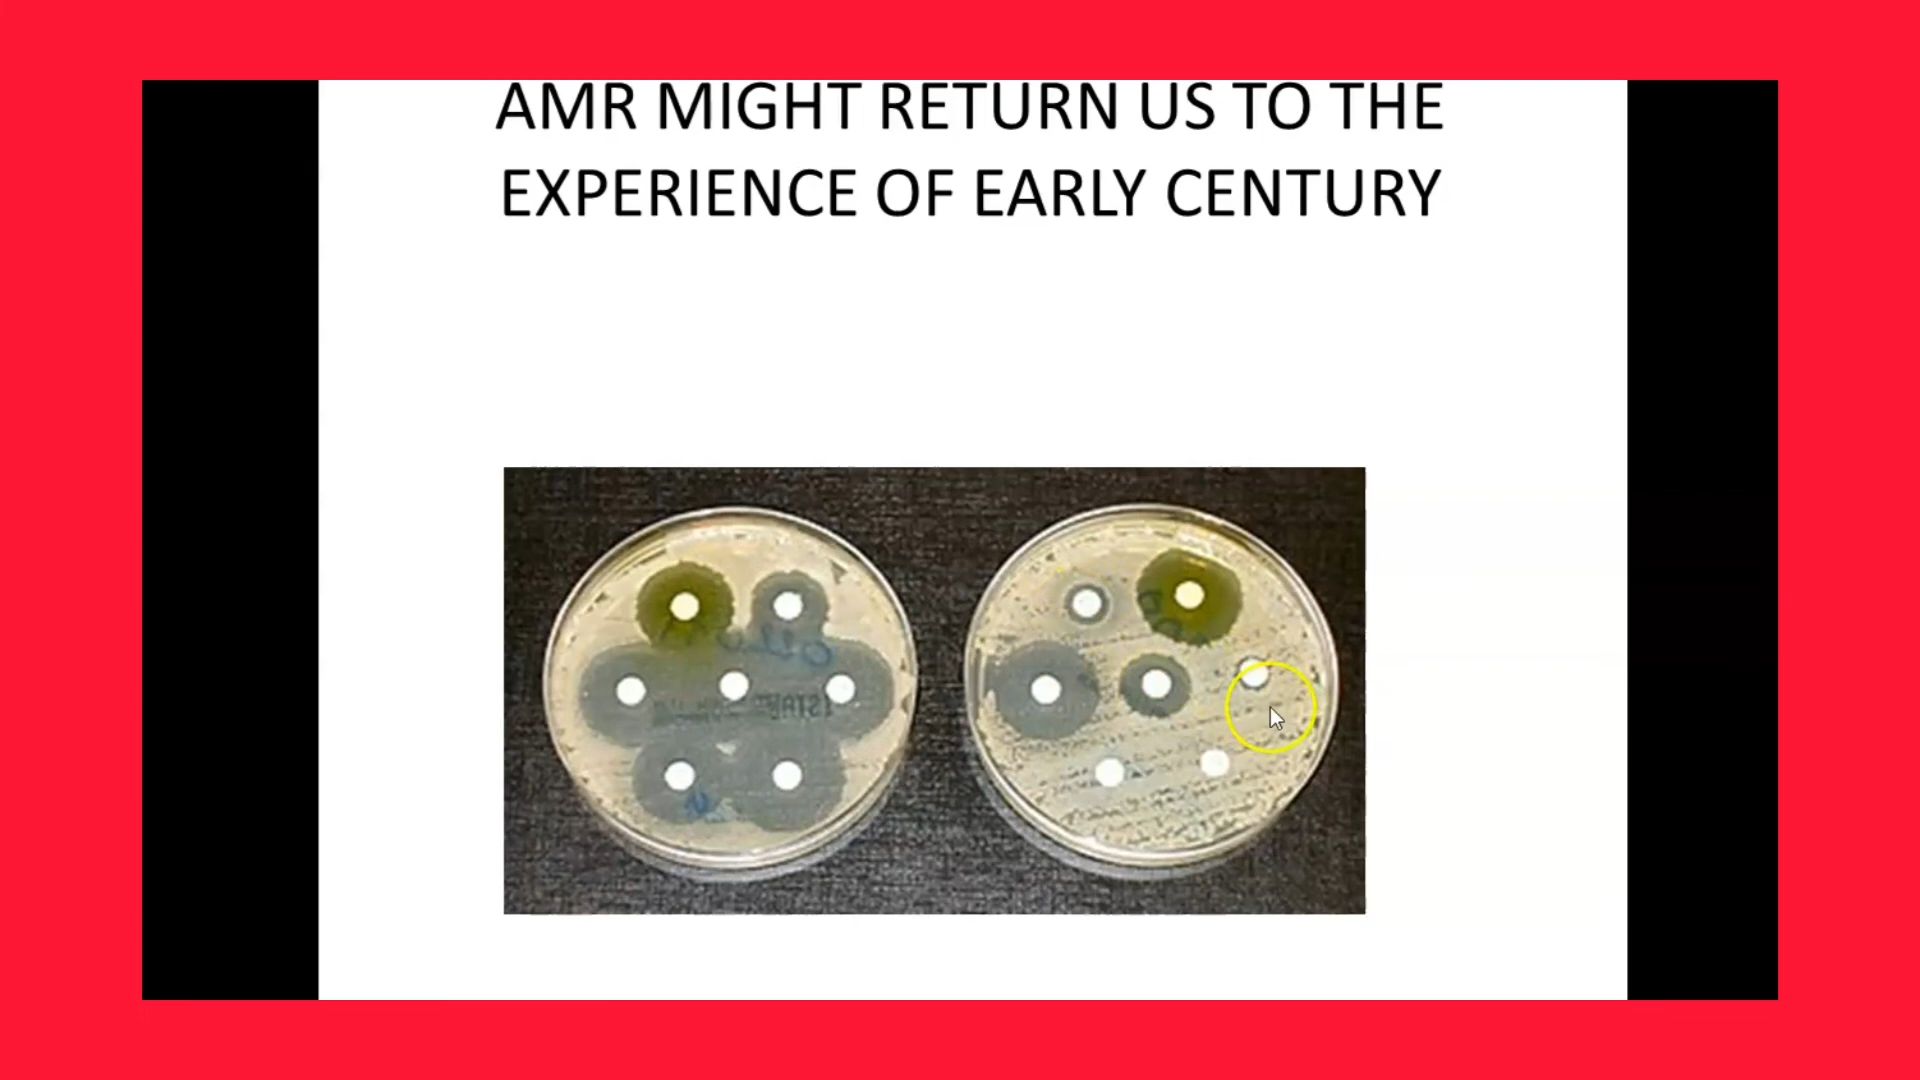 AMR MIGHT RETURN US TO THE
EXPERIENCE OF EARLY CENTURY